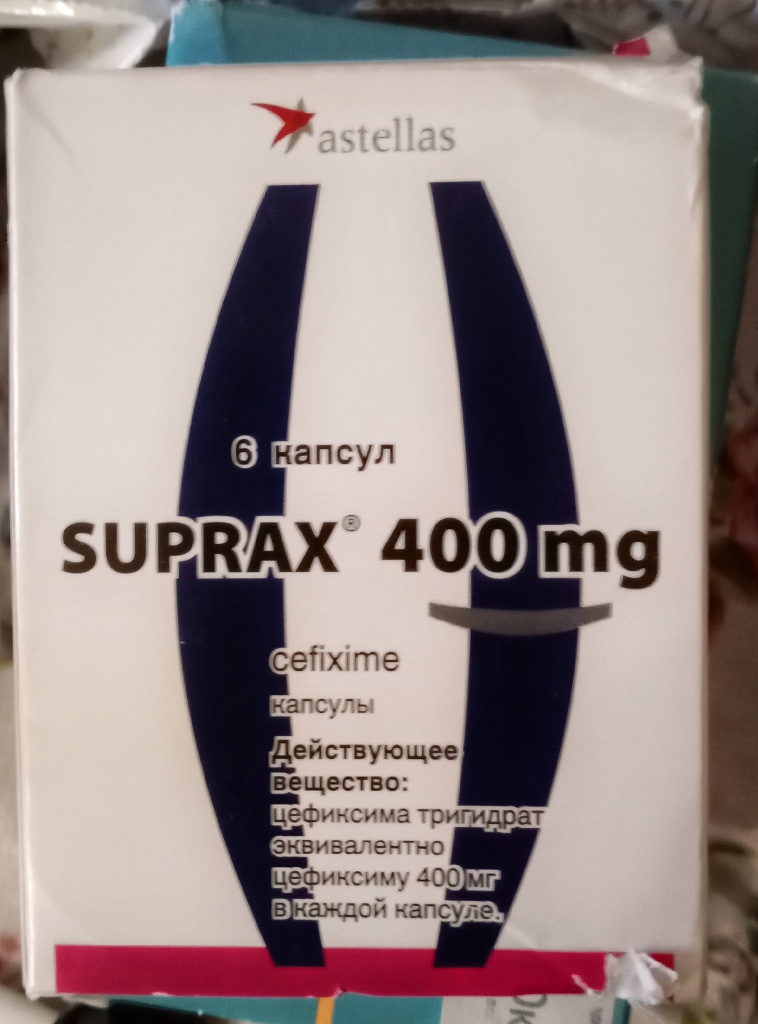 astellas
6 капсул
SUPRAX® 400 mg
cefixime
капсулы
Действующее
вещество:
цефиксима тригидрат
эквивалентно
цефиксиму 400 мг
в каждой капсуле.